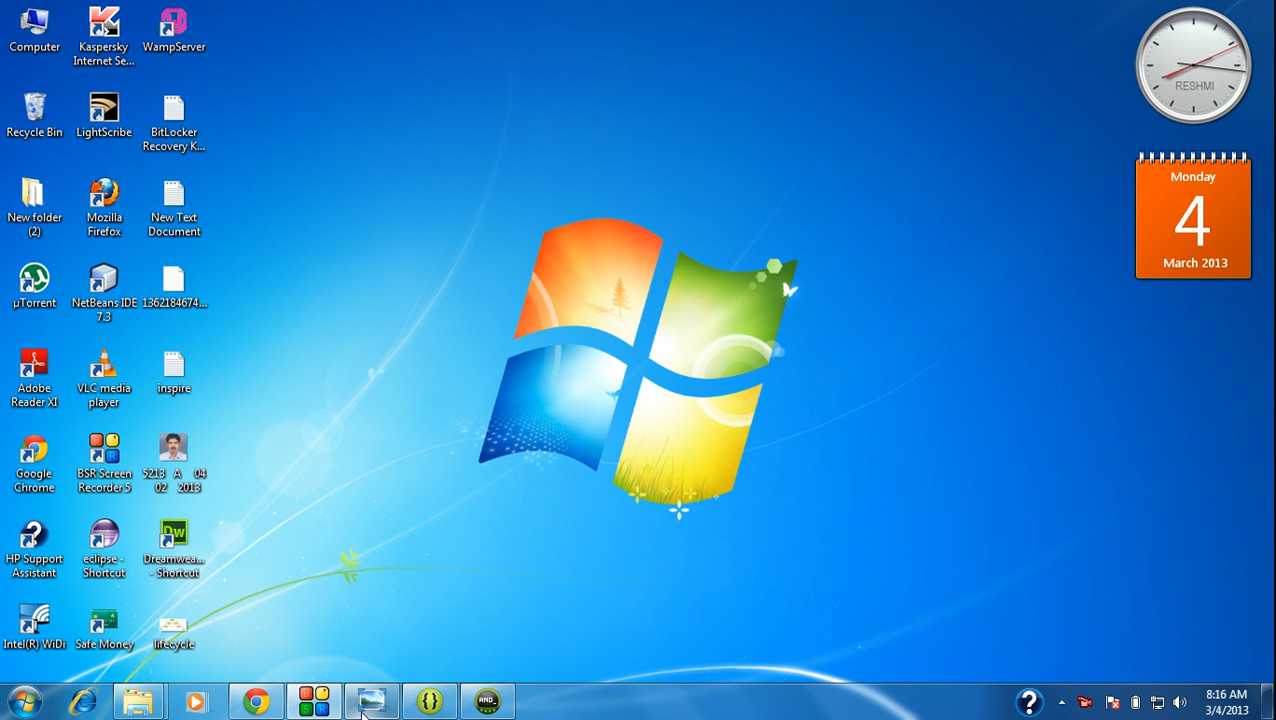 Computer
Kaspersky
Internet Se...
WampServer
RESHMI
Recycle Bin
LightScribe
BitLocker
Recovery K...
Monday
4
March 2013
New folder
(2)
Mozilla
Firefox
New Text
Document
µTorrent
NetBeans IDE
7.3
1362184674...
Adobe
Reader XI
VLC media
player
inspire
Google
Chrome
BSR Screen
Recorder 5
5213 A 04
02 2013
HP Support
Assistant
eclipse -
Shortcut
Dw
Dreamwea...
- Shortcut
Intel(R) WiDi
Safe Money
lifecycle
B
S
R
{}
AND_
?
8:16 AM
3/4/2013